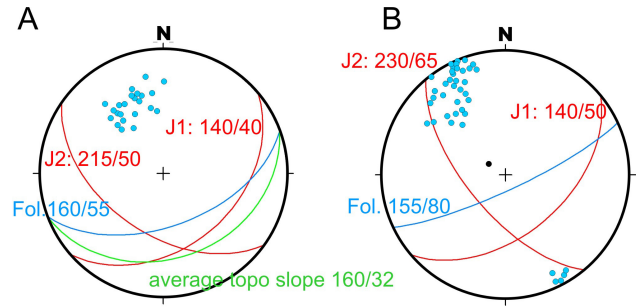 A
N
J1: 140/40
J2: 215/50
Fol.160/55
average topo slope 160/32
B
N
J2: 230/65
J1: 140/50
Fol. 155/80